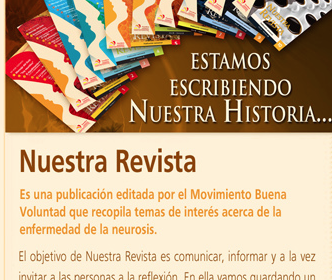 ESTAMOS
ESCRIBIENDO
NUESTRA HISTORIA...
Nuestra Revista
Es una publicación editada por el Movimiento Buena
Voluntad que recopila temas de interés acerca de la
enfermedad de la neurosis.
El objetivo de Nuestra Revista es comunicar, informar y a la vez
invitar a las personas a la reflexión. En ella vamos guardando un